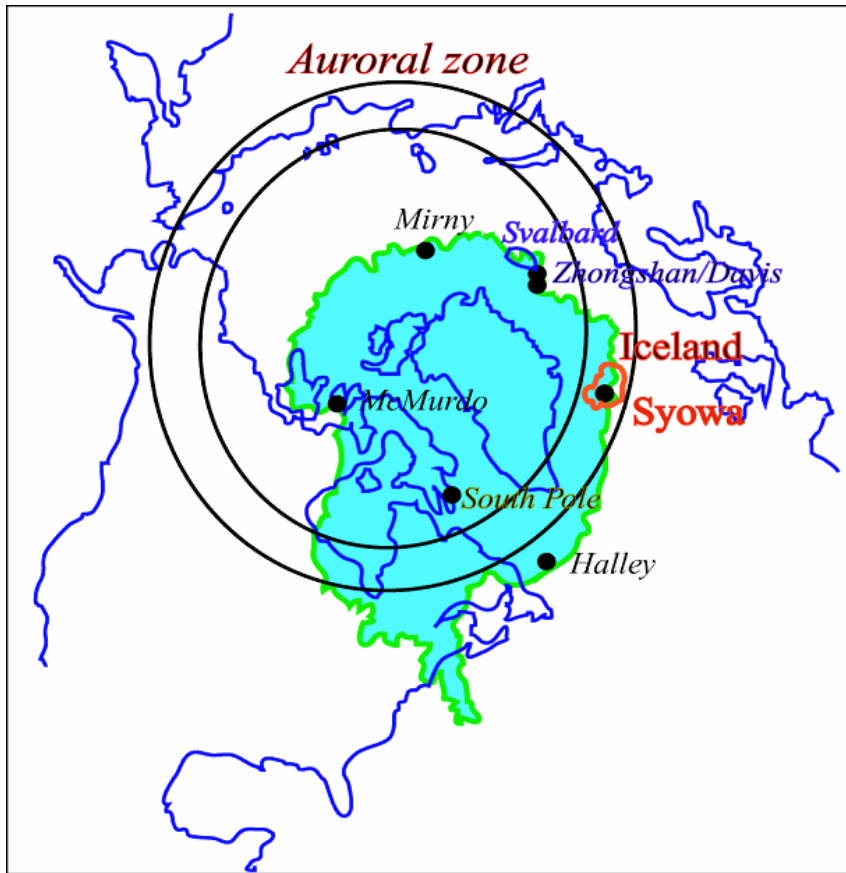 Auroral zone
Mirny
Svalbard
Zhongshan/Davis
Iceland
McMurdo
Syowa
South Pole
Halley